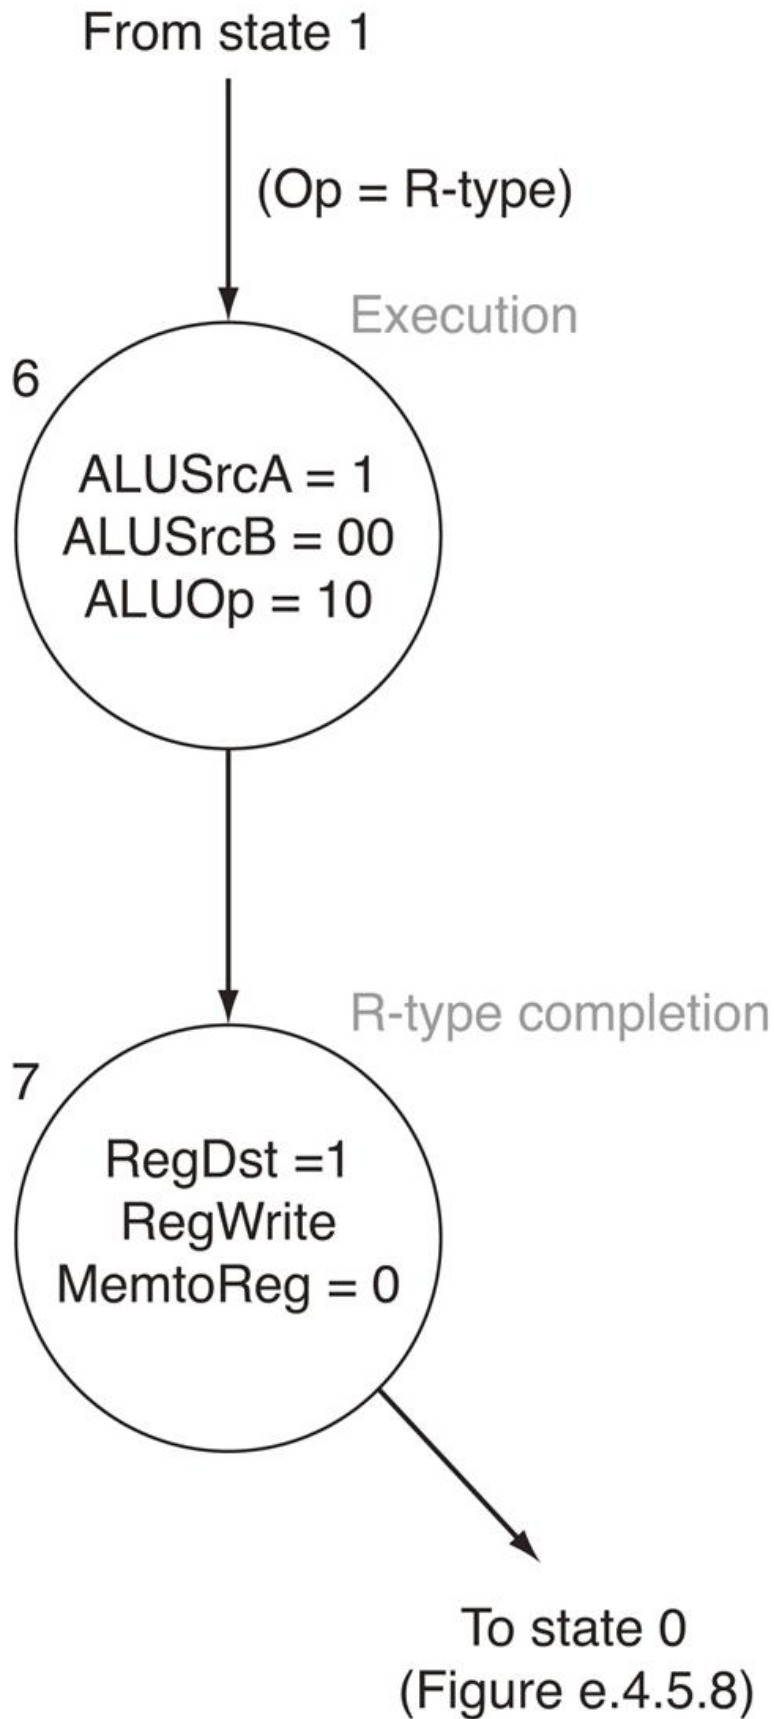 From state 1
(Op = R-type)
Execution
6
ALUSrcA = 1
ALUSrcB = 00
ALUOp = 10
R-type completion
7
RegDst =1
RegWrite
MemtoReg = 0
To state 0
(Figure e.4.5.8)